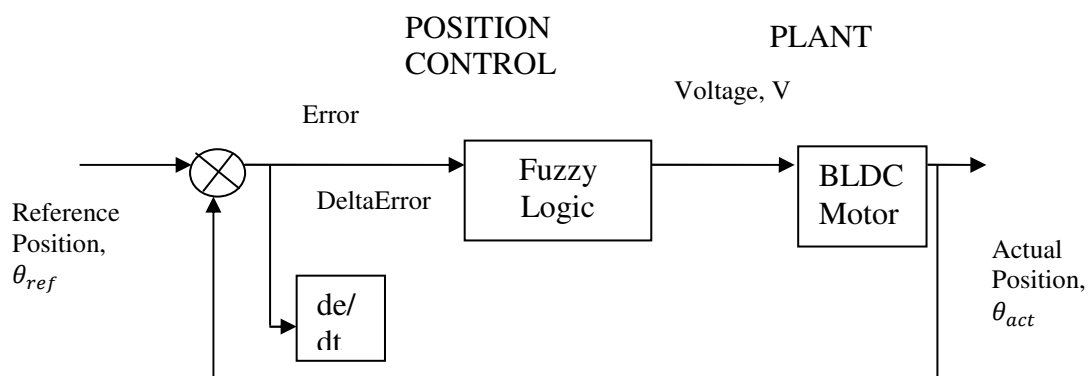 POSITION
CONTROL
PLANT
Voltage, V
Error
Fuzzy
Logic
BLDC
Motor
DeltaError
Reference
Position,
θ_ref
Actual
Position,
θ_act
de/
dt